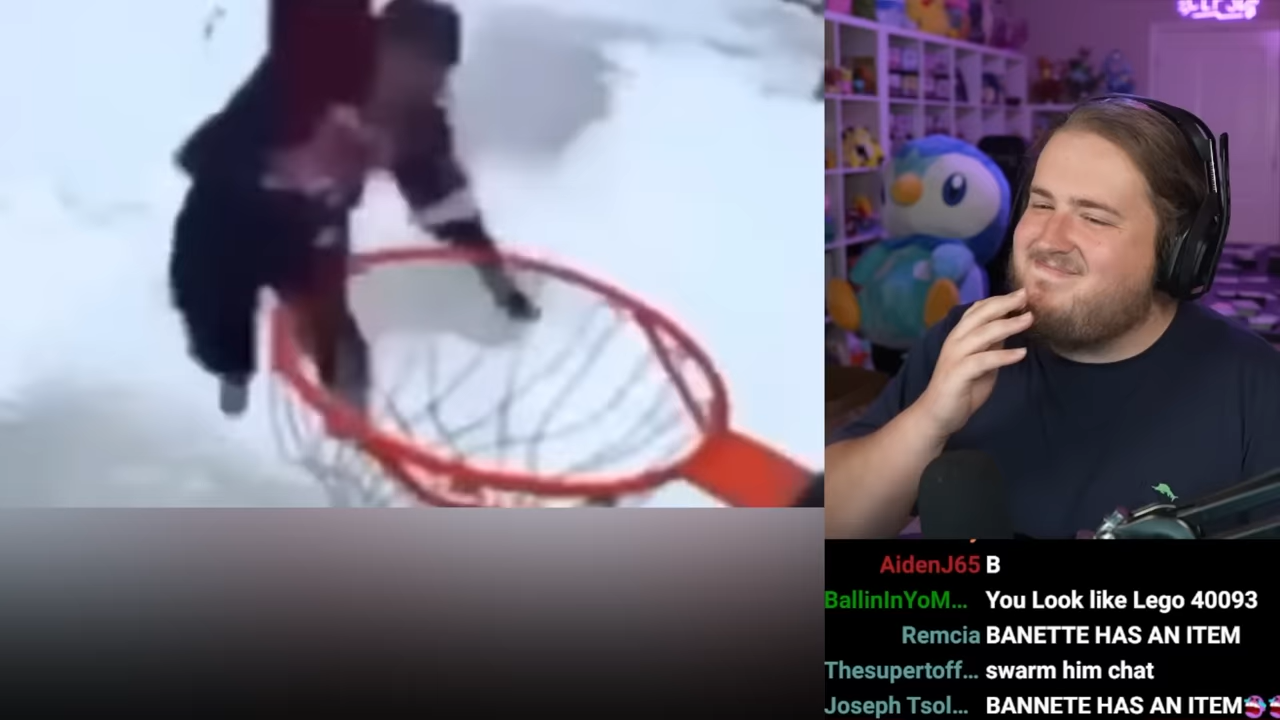 AidenJ65 B
BallinInYoM... You Look like Lego 40093
Remcia BANETTE HAS AN ITEM
Thesupertoff... swarm him chat
Joseph Tsol... BANNETE HAS AN ITEM